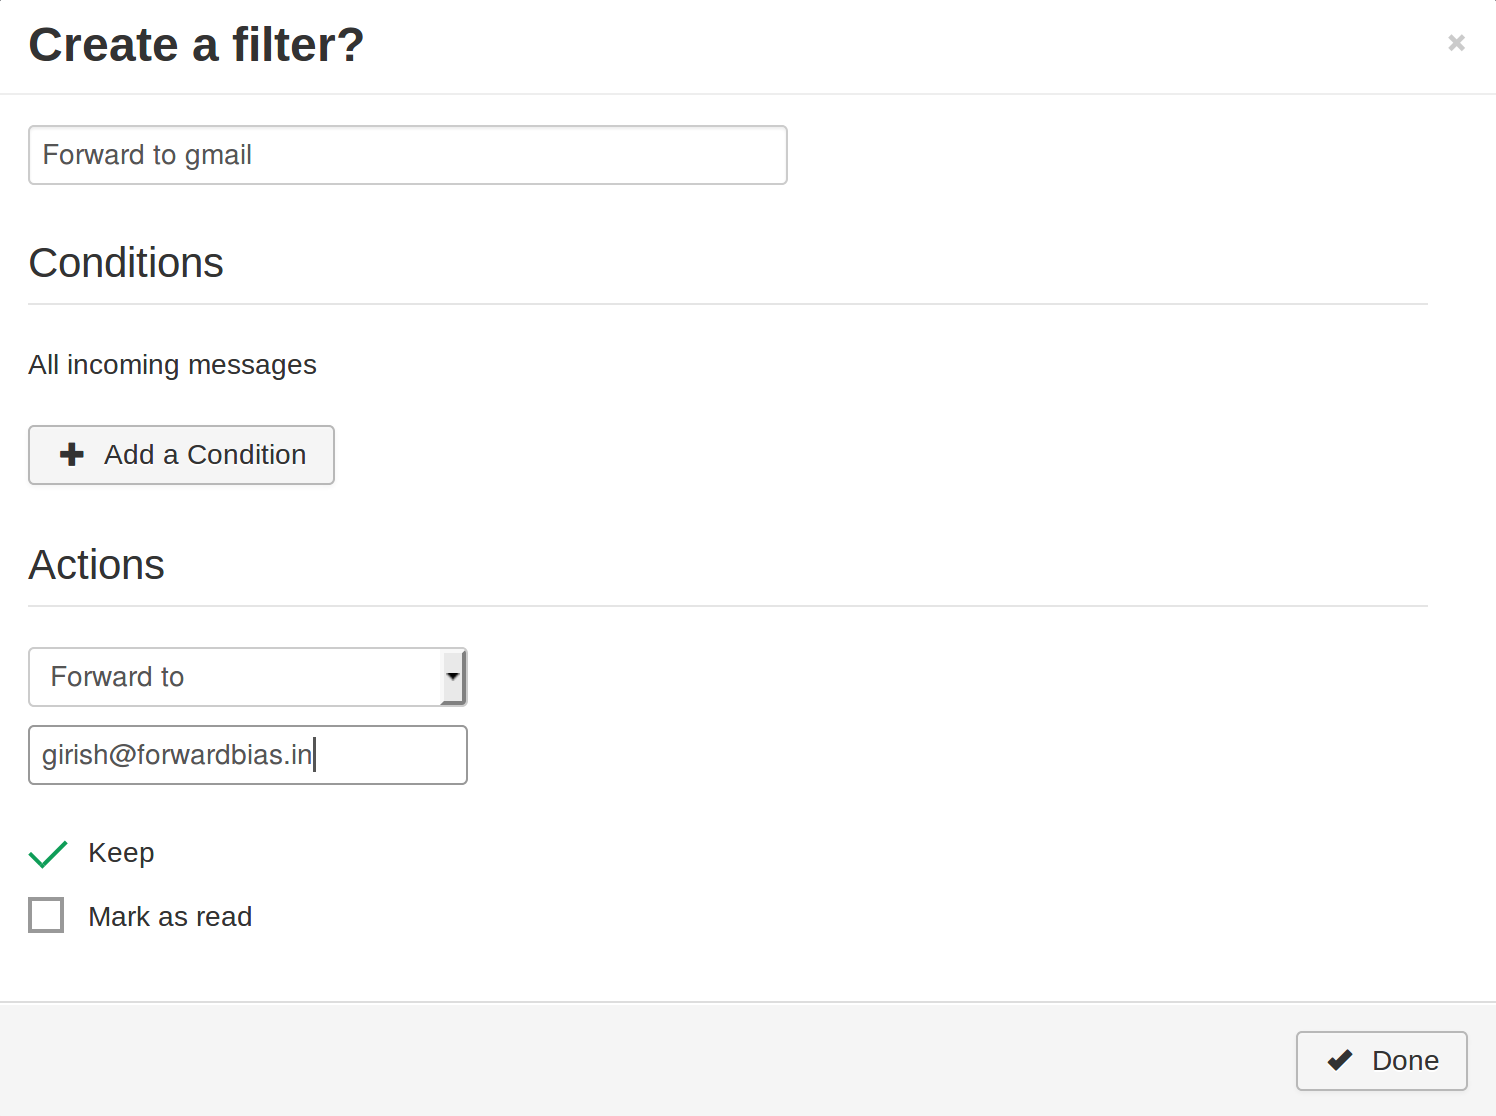 Create a filter?
Forward to gmail
Conditions
All incoming messages
Add a Condition
Actions
Forward to
girish@forwardbias.in
Keep
Mark as read
Done